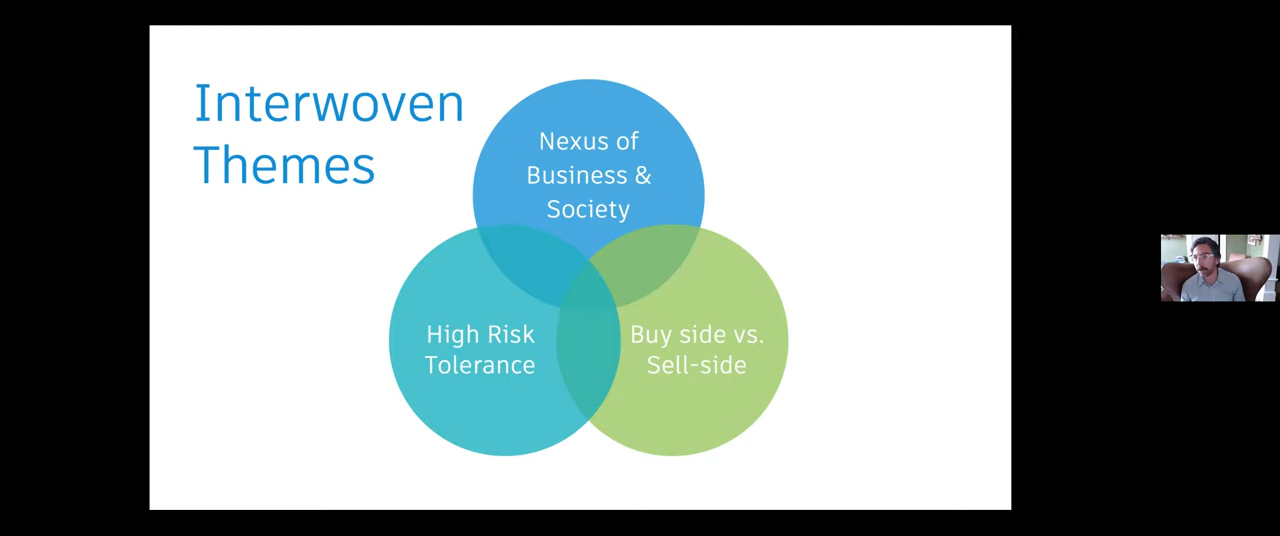 Interwoven
Themes
Nexus of
Business &
Society
High Risk
Tolerance
Buy side vs.
Sell-side